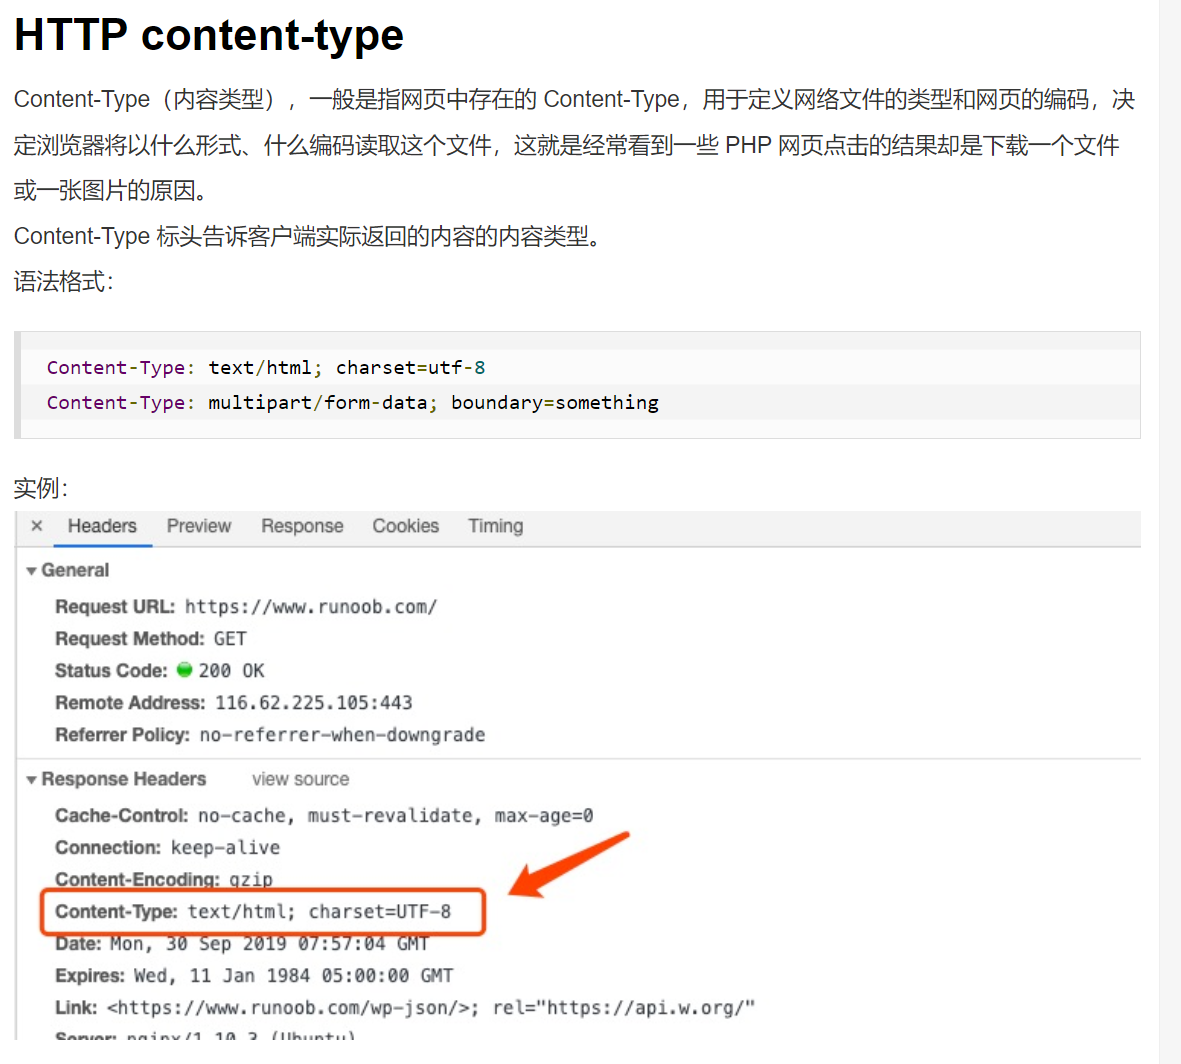 HTTP content-type
Content-Type（内容类型），一般是指网页中存在的 Content-Type，用于定义网络文件的类型和网页的编码，决
定浏览器将以什么形式、什么编码读取这个文件，这就是经常看到一些 PHP 网页点击的结果却是下载一个文件
或一张图片的原因。
Content-Type 标头告诉客户端实际返回的内容的内容类型。
语法格式：
Content-Type: text/html; charset=utf-8
Content-Type: multipart/form-data; boundary=something
实例：
× Headers Preview Response Cookies Timing
▾ General
Request URL: https://www.runoob.com/
Request Method: GET
Status Code: 200 OK
Remote Address: 116.62.225.105:443
Referrer Policy: no-referrer-when-downgrade
▾ Response Headers view source
Cache-Control: no-cache, must-revalidate, max-age=0
Connection: keep-alive
Content-Encoding: gzip
Content-Type: text/html; charset=UTF-8
Date: Mon, 30 Sep 2019 07:57:04 GMT
Expires: Wed, 11 Jan 1984 05:00:00 GMT
Link: <https://www.runoob.com/wp-json/>; rel="https://api.w.org/"
Server: nginx/1.10.3 (Ubuntu)